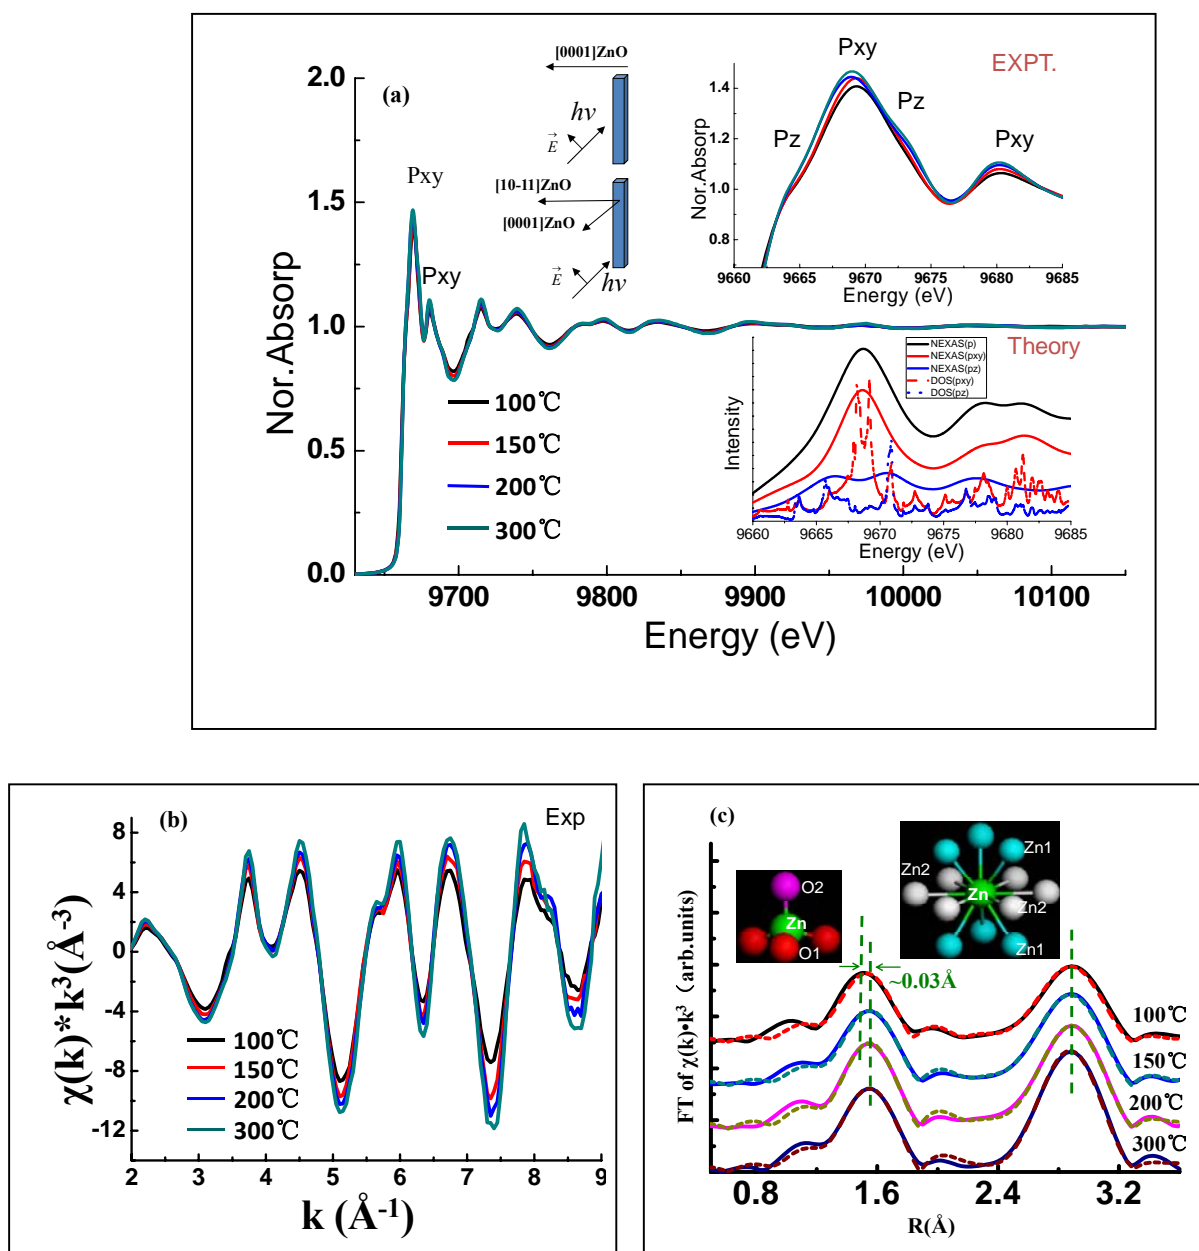 [0001]ZnO
(a)
hν
E
[10-11]ZnO
[0001]ZnO
E
hν
Pxy
Pxy
Nor.Absorp
2.0
1.5
1.0
0.5
0.0
9700 9800 9900 10000 10100
Energy (eV)
100℃
150℃
200℃
300℃
Pxy
EXPT.
Pz
Pz
Pxy
Nor.Absorp
1.4
1.2
1.0
0.8
9660 9665 9670 9675 9680 9685
Energy (eV)
Theory
NEXAS(p)
NEXAS(pxy)
NEXAS(pz)
DOS(pxy)
DOS(pz)
Intensity
9660 9665 9670 9675 9680 9685
Energy (eV)
(b)
Exp
χ(k)*k³(Å⁻³)
8
4
0
-4
-8
-12
100℃
150℃
200℃
300℃
2 3 4 5 6 7 8 9
k (Å⁻¹)
(c)
O2
Zn
O1
Zn1
Zn2
Zn
Zn2
Zn1
~0.03Å
FT of χ(k)•k³ (arb.units)
100℃
150℃
200℃
300℃
0.8 1.6 2.4 3.2
R(Å)